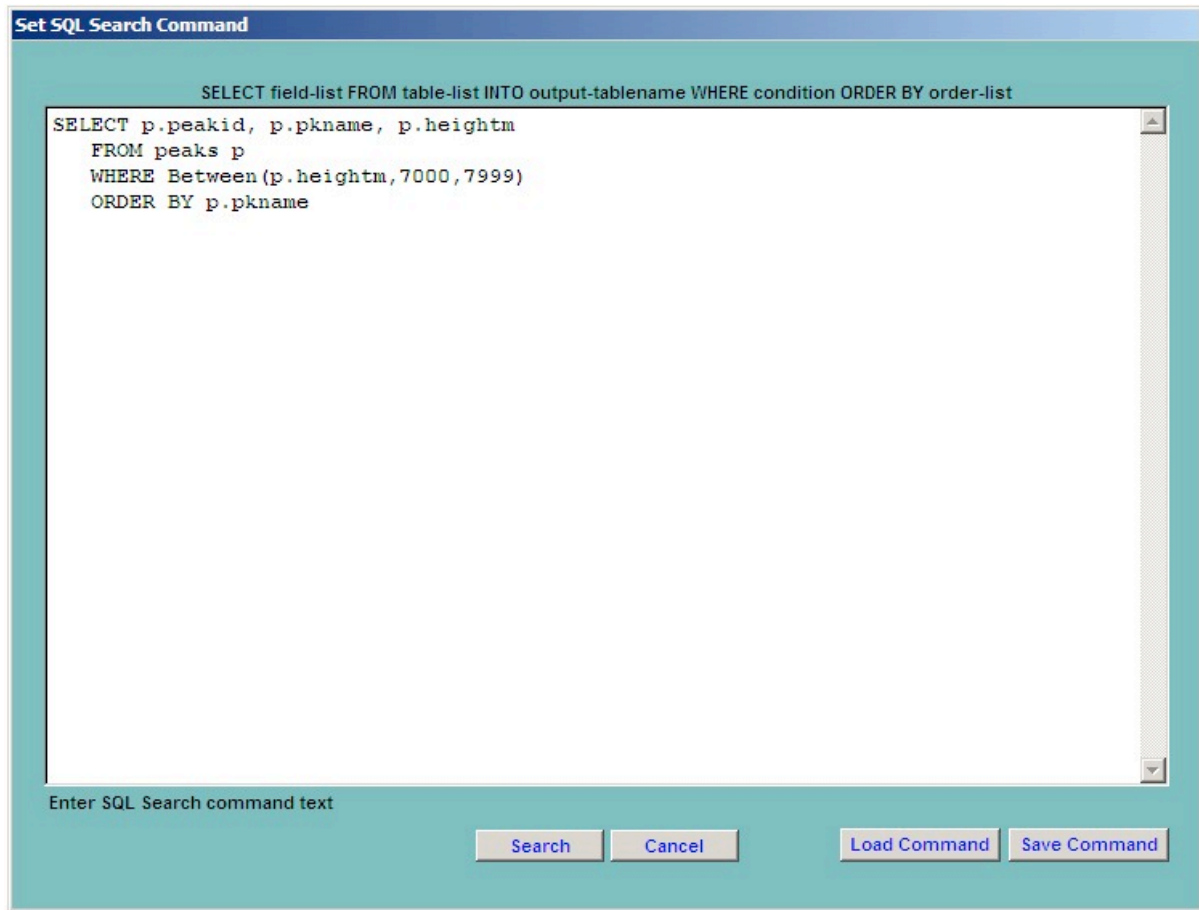 Set SQL Search Command
SELECT field-list FROM table-list INTO output-tablename WHERE condition ORDER BY order-list
SELECT p.peakid, p.pkname, p.heightm
   FROM peaks p
   WHERE Between(p.heightm,7000,7999)
   ORDER BY p.pkname
Enter SQL Search command text
Search Cancel Load Command Save Command